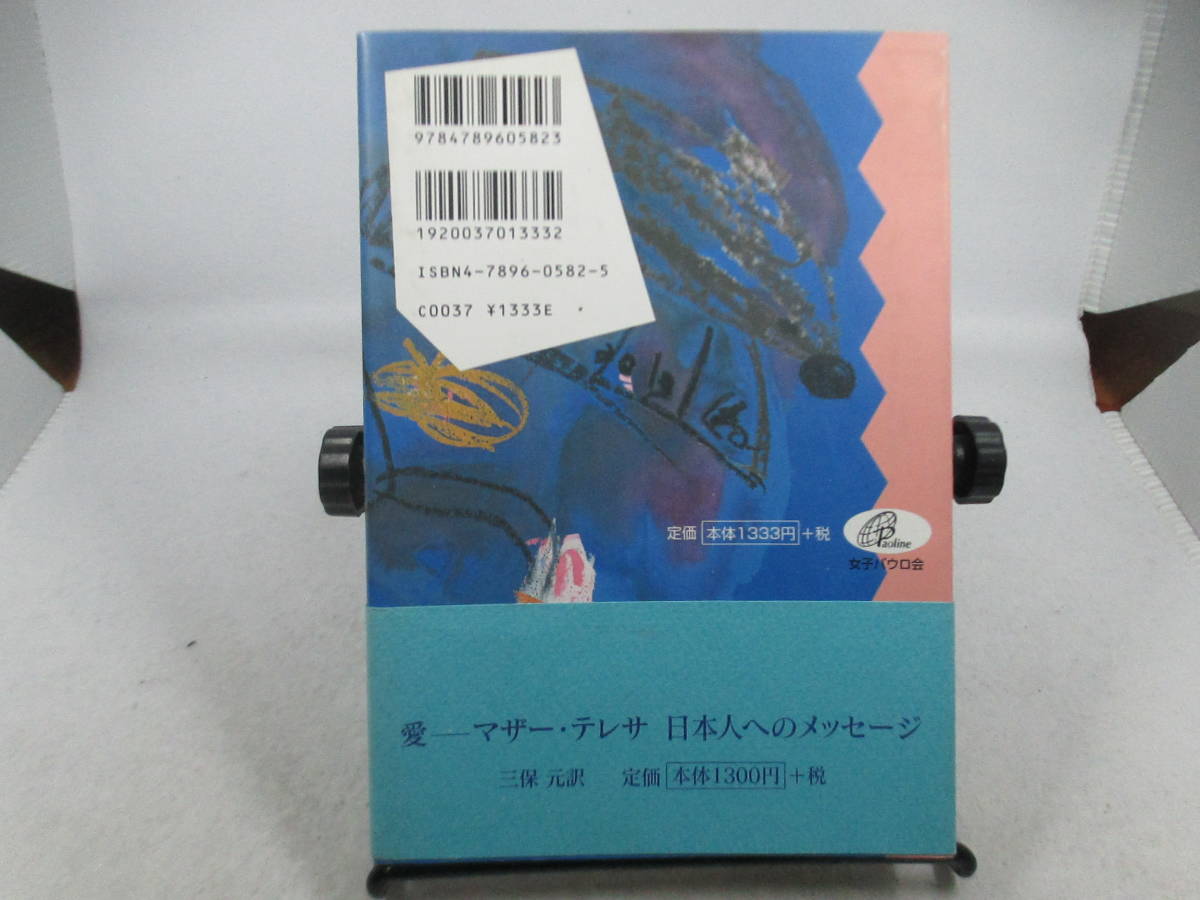 9784789605823
1920037013332
ISBN4-7896-0582-5
C0037 ¥1333E
定価 本体1333円+税
Paoline
女子パウロ会
愛──マザー・テレサ 日本人へのメッセージ
三保 元訳 定価 本体1300円+税